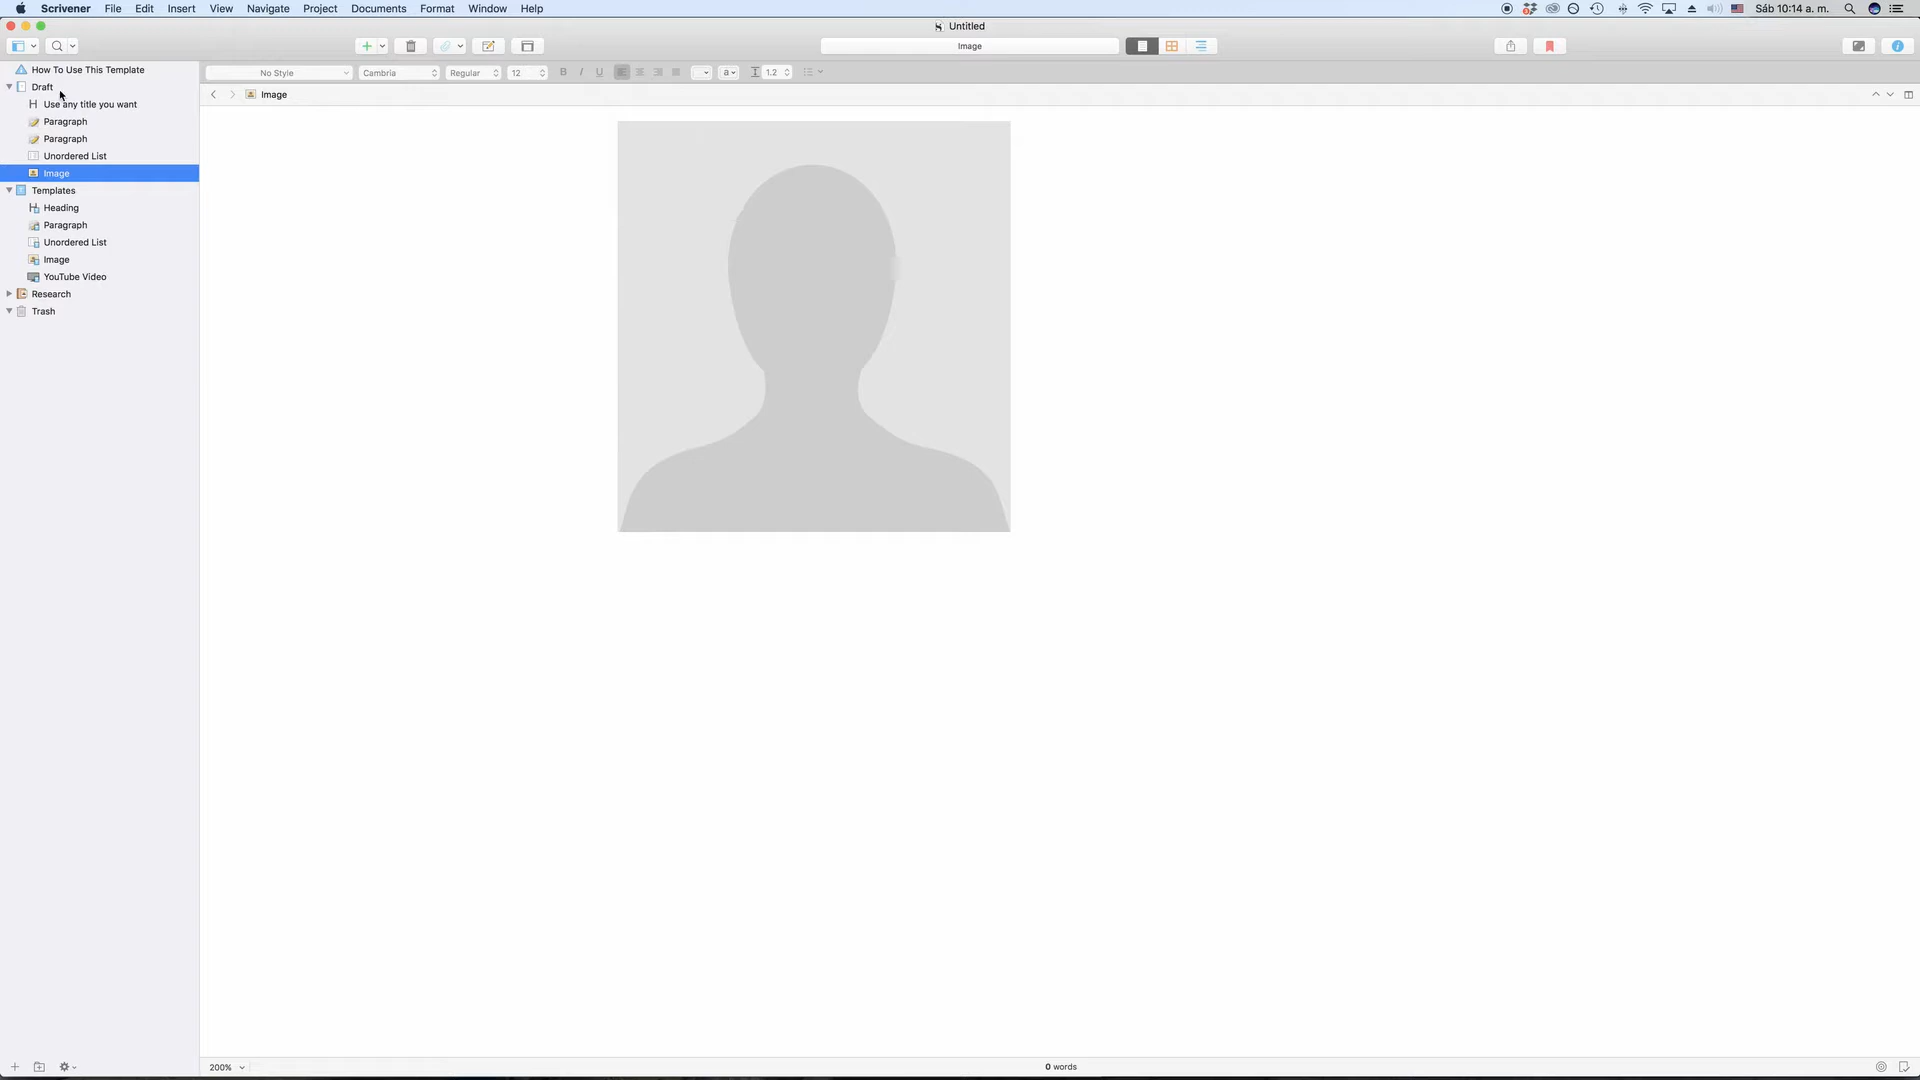 Scrivener File Edit Insert View Navigate Project Documents Format Window Help Sáb 10:14 a. m.
Untitled
Image
How To Use This Template
No Style Cambria Regular 12 B I U a 1.2
Draft
Image
Use any title you want
Paragraph
Paragraph
Unordered List
Image
Templates
Heading
Paragraph
Unordered List
Image
YouTube Video
Research
Trash
200% 0 words